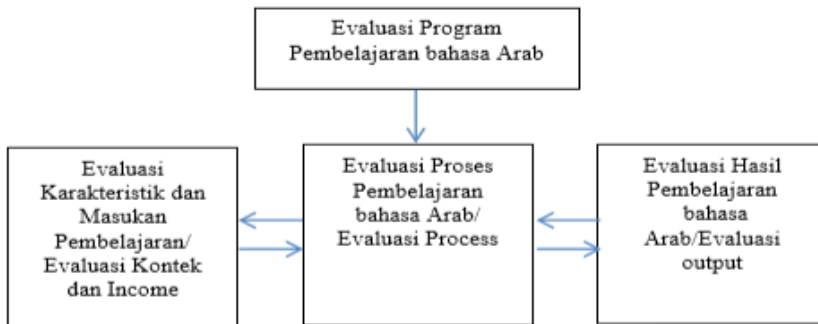 Evaluasi Program
Pembelajaran bahasa Arab
Evaluasi
Karakteristik dan
Masukan
Pembelajaran/
Evaluasi Kontek
dan Income
Evaluasi Proses
Pembelajaran
bahasa Arab/
Evaluasi Process
Evaluasi Hasil
Pembelajaran
bahasa
Arab/Evaluasi
output